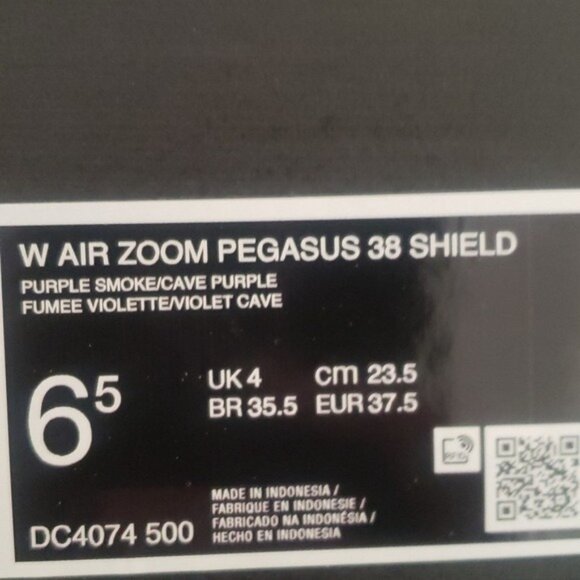 W AIR ZOOM PEGASUS 38 SHIELD
PURPLE SMOKE/CAVE PURPLE
FUMEE VIOLETTE/VIOLET CAVE
6 5
UK 4 cm 23.5
BR 35.5 EUR 37.5
RFID
MADE IN INDONESIA /
FABRIQUE EN INDONESIE /
FABRICADO NA INDONÉSIA /
HECHO EN INDONESIA
DC4074 500